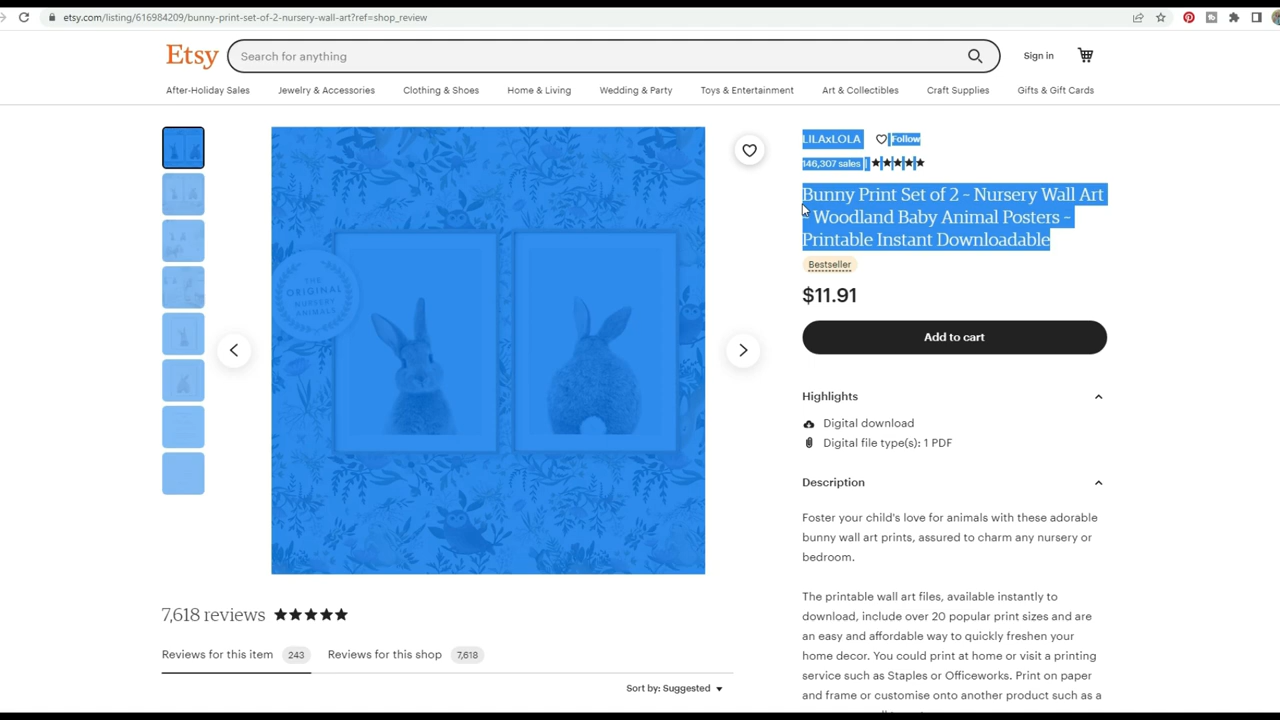 etsy.com/listing/616984209/bunny-print-set-of-2-nursery-wall-art?ref=shop_review
Etsy
Search for anything
Sign in
After-Holiday Sales
Jewelry & Accessories
Clothing & Shoes
Home & Living
Wedding & Party
Toys & Entertainment
Art & Collectibles
Craft Supplies
Gifts & Gift Cards
THE
ORIGINAL
NURSERY
ANIMALS
LILAxLOLA
Follow
146,307 sales |
Bunny Print Set of 2 - Nursery Wall Art
- Woodland Baby Animal Posters -
Printable Instant Downloadable
Bestseller
$11.91
Add to cart
Highlights
Digital download
Digital file type(s): 1 PDF
Description
Foster your child's love for animals with these adorable
bunny wall art prints, assured to charm any nursery or
bedroom.
The printable wall art files, available instantly to
download, include over 20 popular print sizes and are
an easy and affordable way to quickly freshen your
home decor. You could print at home or visit a printing
service such as Staples or Officeworks. Print on paper
and frame or customise onto another product such as a
7,618 reviews
Reviews for this item 243
Reviews for this shop 7,618
Sort by: Suggested